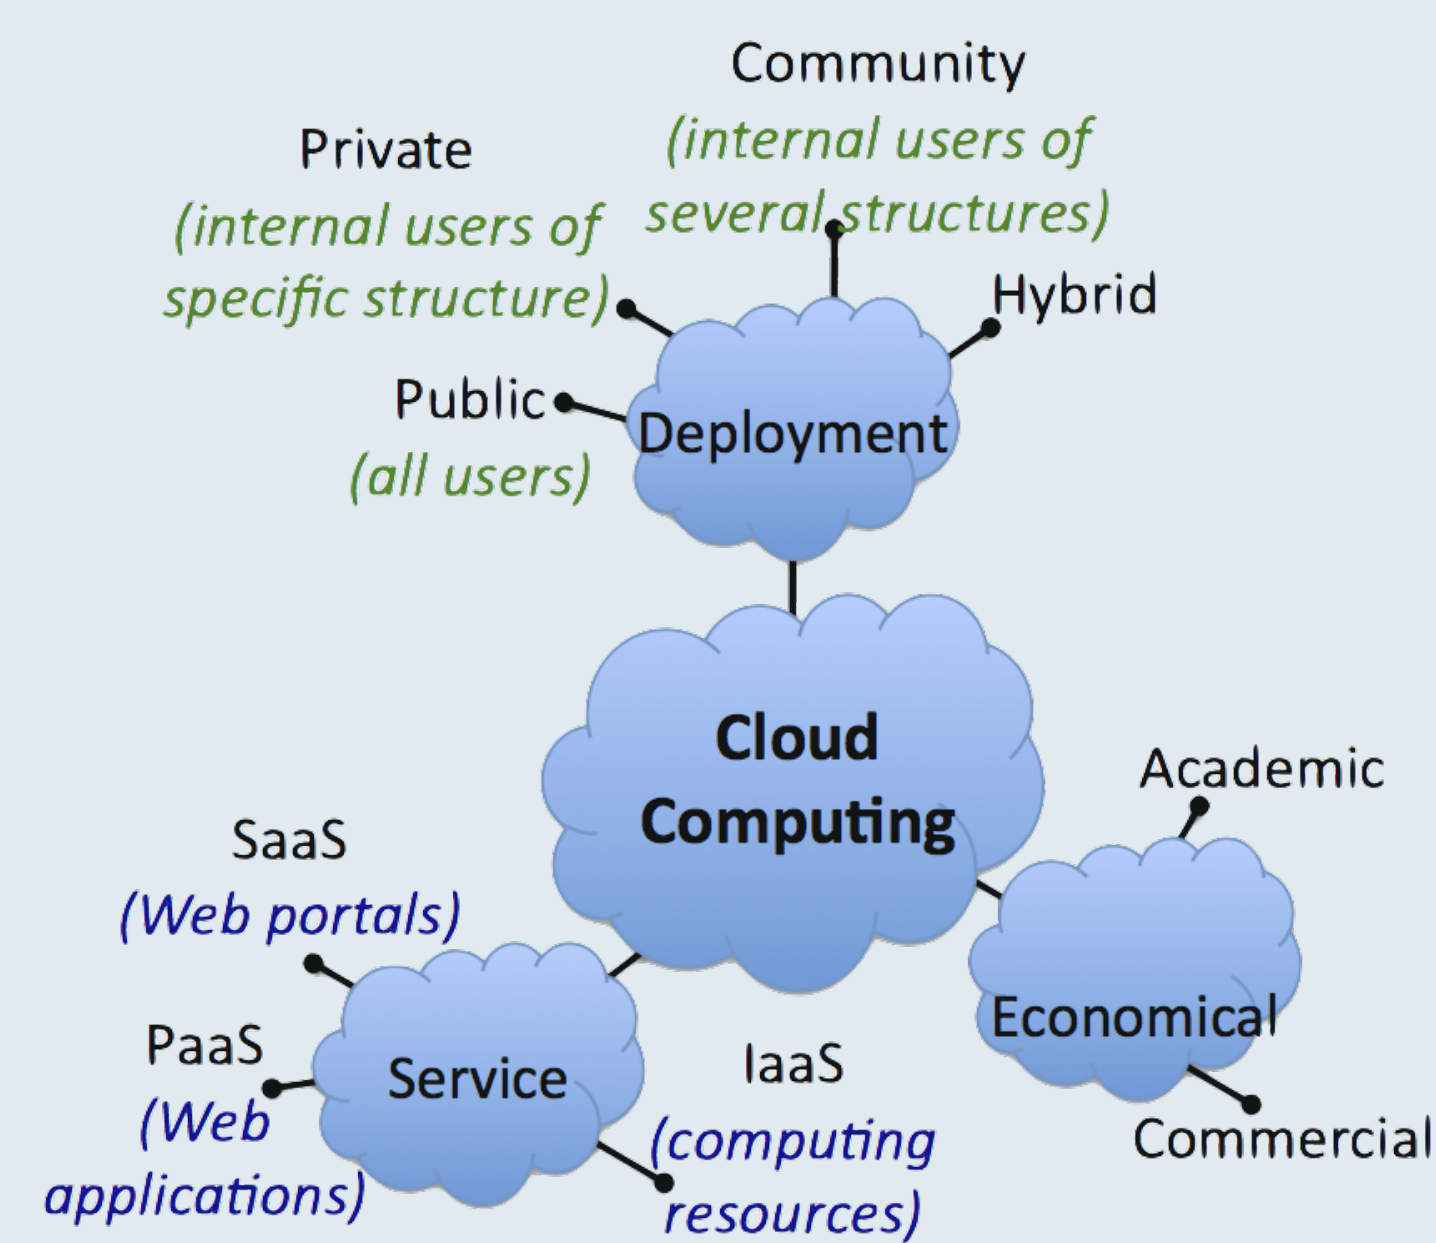 Community
(internal users of
several structures)
Private
(internal users of
specific structure)
Hybrid
Public
(all users)
Deployment
Cloud
Computing
Academic
Economical
Commercial
SaaS
(Web portals)
PaaS
(Web
applications)
Service
IaaS
(computing
resources)